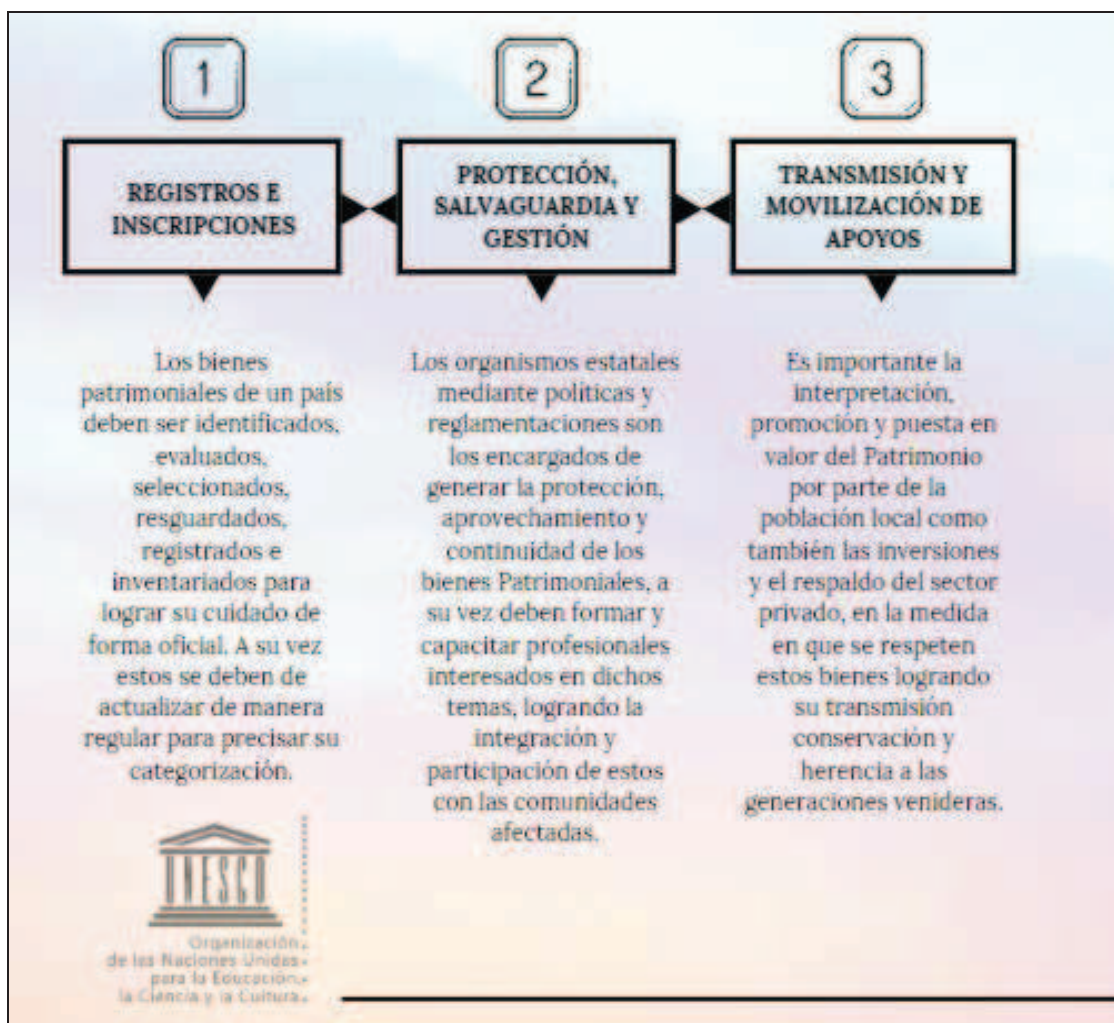 1
REGISTROS E
INSCRIPCIONES
Los bienes
patrimoniales de un país
deben ser identificados,
evaluados,
seleccionados,
resguardados,
registrados e
inventariados para
lograr su cuidado de
forma oficial. A su vez
estos se deben de
actualizar de manera
regular para precisar su
categorización.
2
PROTECCIÓN,
SALVAGUARDIA Y
GESTIÓN
Los organismos estatales
mediante políticas y
reglamentaciones son
los encargados de
generar la protección,
aprovechamiento y
continuidad de los
bienes Patrimoniales, a
su vez deben formar y
capacitar profesionales
interesados en dichos
temas, logrando la
integración y
participación de estos
con las comunidades
afectadas.
3
TRANSMISIÓN Y
MOVILIZACIÓN DE
APOYOS
Es importante la
interpretación,
promoción y puesta en
valor del Patrimonio
por parte de la
población local como
también las inversiones
y el respaldo del sector
privado, en la medida
en que se respeten
estos bienes logrando
su transmisión
conservación y
herencia a las
generaciones venideras.
UNESCO
Organización
de las Naciones Unidas
para la Educación,
la Ciencia y la Cultura